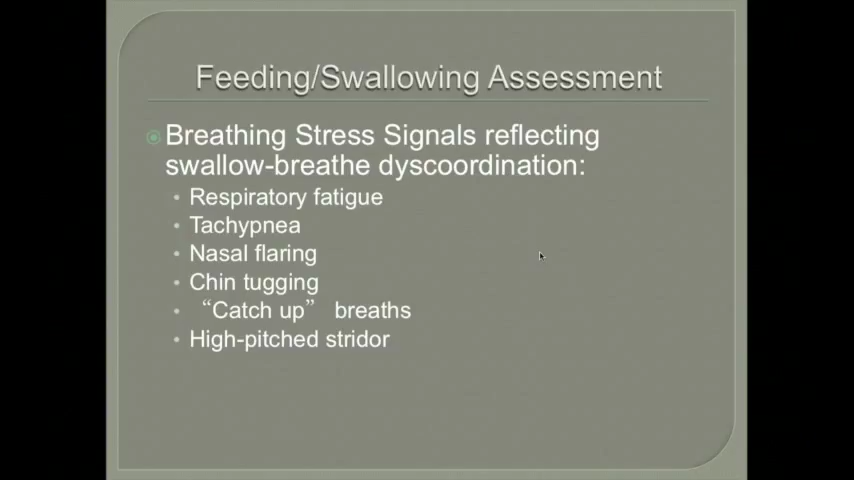 Feeding/Swallowing Assessment
Breathing Stress Signals reflecting
swallow-breathe dyscoordination:
Respiratory fatigue
Tachypnea
Nasal flaring
Chin tugging
“Catch up” breaths
High-pitched stridor